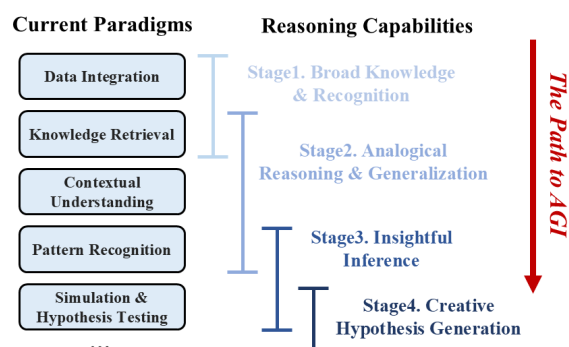 Current Paradigms
Reasoning Capabilities
Data Integration
Knowledge Retrieval
Contextual
Understanding
Pattern Recognition
Simulation &
Hypothesis Testing
...
Stage1. Broad Knowledge
& Recognition
Stage2. Analogical
Reasoning & Generalization
Stage3. Insightful
Inference
Stage4. Creative
Hypothesis Generation
The Path to AGI